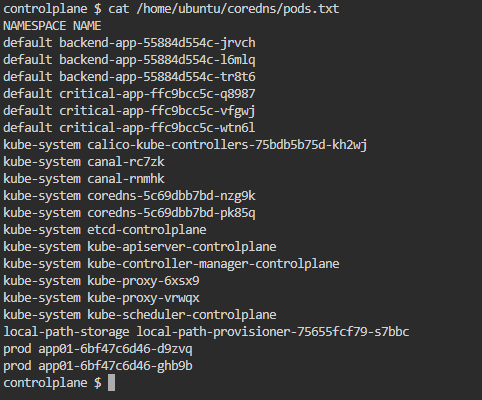 controlplane $ cat /home/ubuntu/coredns/pods.txt
NAMESPACE NAME
default backend-app-55884d554c-jrvch
default backend-app-55884d554c-l6mlq
default backend-app-55884d554c-tr8t6
default critical-app-ffc9bcc5c-q8987
default critical-app-ffc9bcc5c-vfgwj
default critical-app-ffc9bcc5c-wtn6l
kube-system calico-kube-controllers-75bdb5b75d-kh2wj
kube-system canal-rc7zk
kube-system canal-rnmhk
kube-system coredns-5c69dbb7bd-nzg9k
kube-system coredns-5c69dbb7bd-pk85q
kube-system etcd-controlplane
kube-system kube-apiserver-controlplane
kube-system kube-controller-manager-controlplane
kube-system kube-proxy-6xsx9
kube-system kube-proxy-vrwqx
kube-system kube-scheduler-controlplane
local-path-storage local-path-provisioner-75655fcf79-s7bbc
prod app01-6bf47c6d46-d9zvq
prod app01-6bf47c6d46-ghb9b
controlplane $